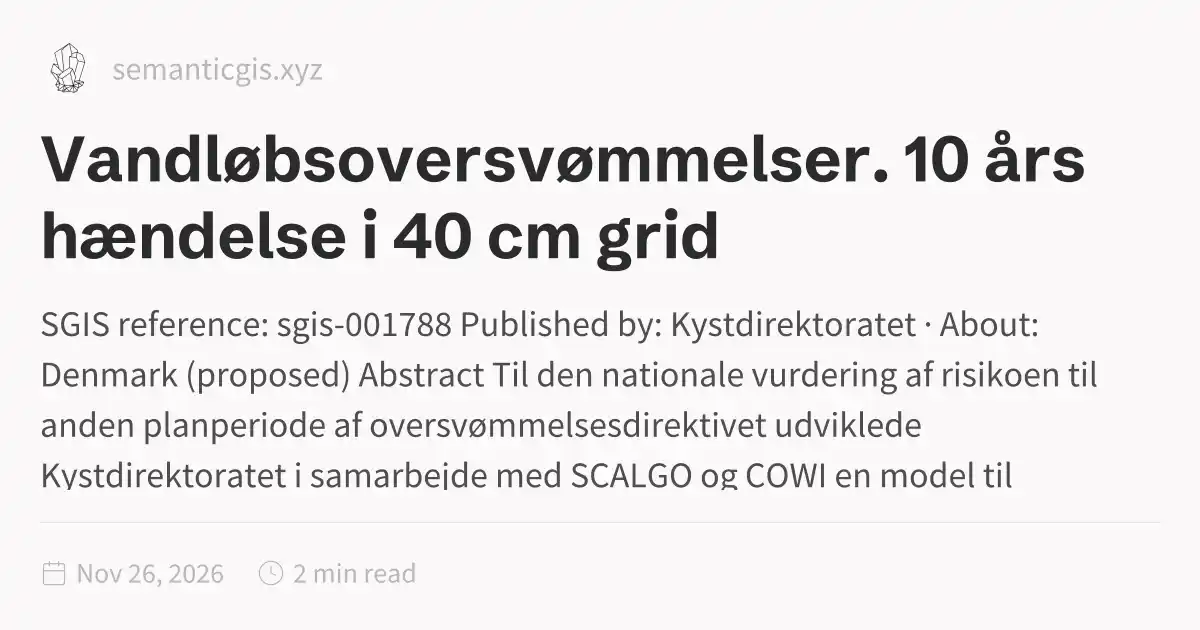 semanticgis.xyz
Vandløbsoversvømmelser. 10 års
hændelse i 40 cm grid
SGIS reference: sgis-001788 Published by: Kystdirektoratet · About:
Denmark (proposed) Abstract Til den nationale vurdering af risikoen til
anden planperiode af oversvømmelsesdirektivet udviklede
Kystdirektoratet i samarbejde med SCALGO og COWI en model til
Nov 26, 2026
2 min read